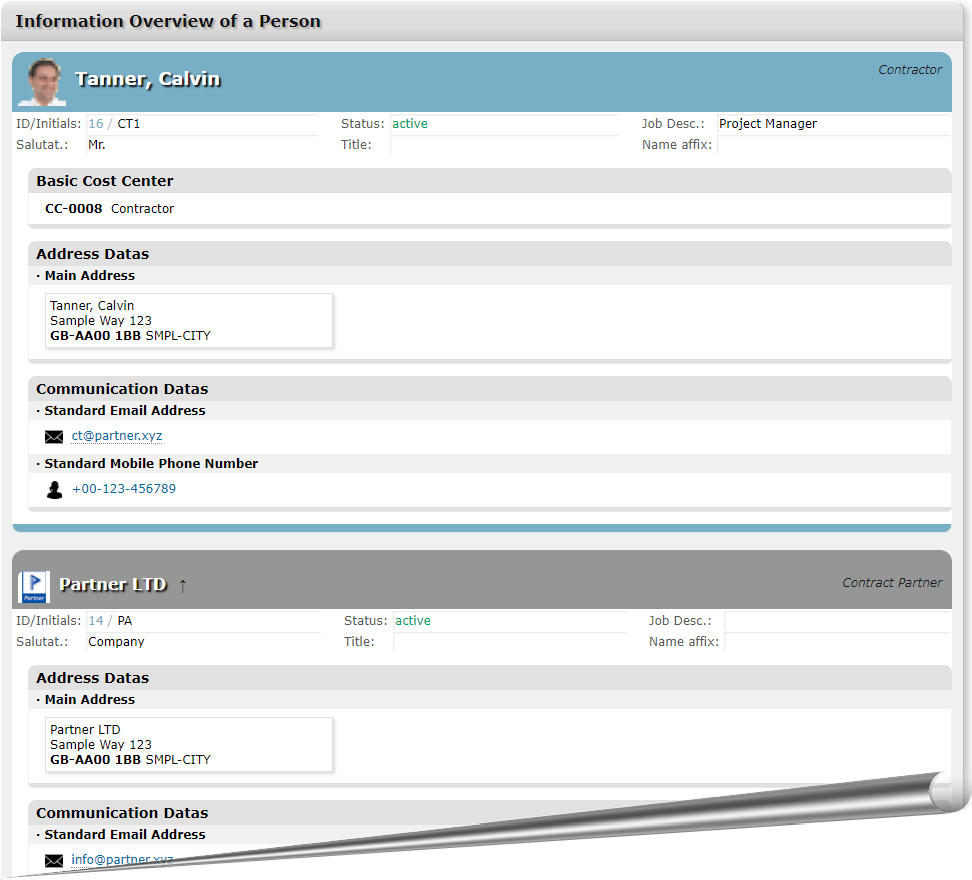 Information Overview of a Person
Tanner, Calvin
Contractor
ID/Initials: 16 / CT1 Status: active Job Desc.: Project Manager
Salutat.: Mr. Title: Name affix:
Basic Cost Center
CC-0008 Contractor
Address Datas
· Main Address
Tanner, Calvin
Sample Way 123
GB-AA00 1BB SMPL-CITY
Communication Datas
· Standard Email Address
ct@partner.xyz
· Standard Mobile Phone Number
+00-123-456789
P
Partner
Partner LTD ↑
Contract Partner
ID/Initials: 14 / PA Status: active Job Desc.:
Salutat.: Company Title: Name affix:
Address Datas
· Main Address
Partner LTD
Sample Way 123
GB-AA00 1BB SMPL-CITY
Communication Datas
· Standard Email Address
info@partner.xyz